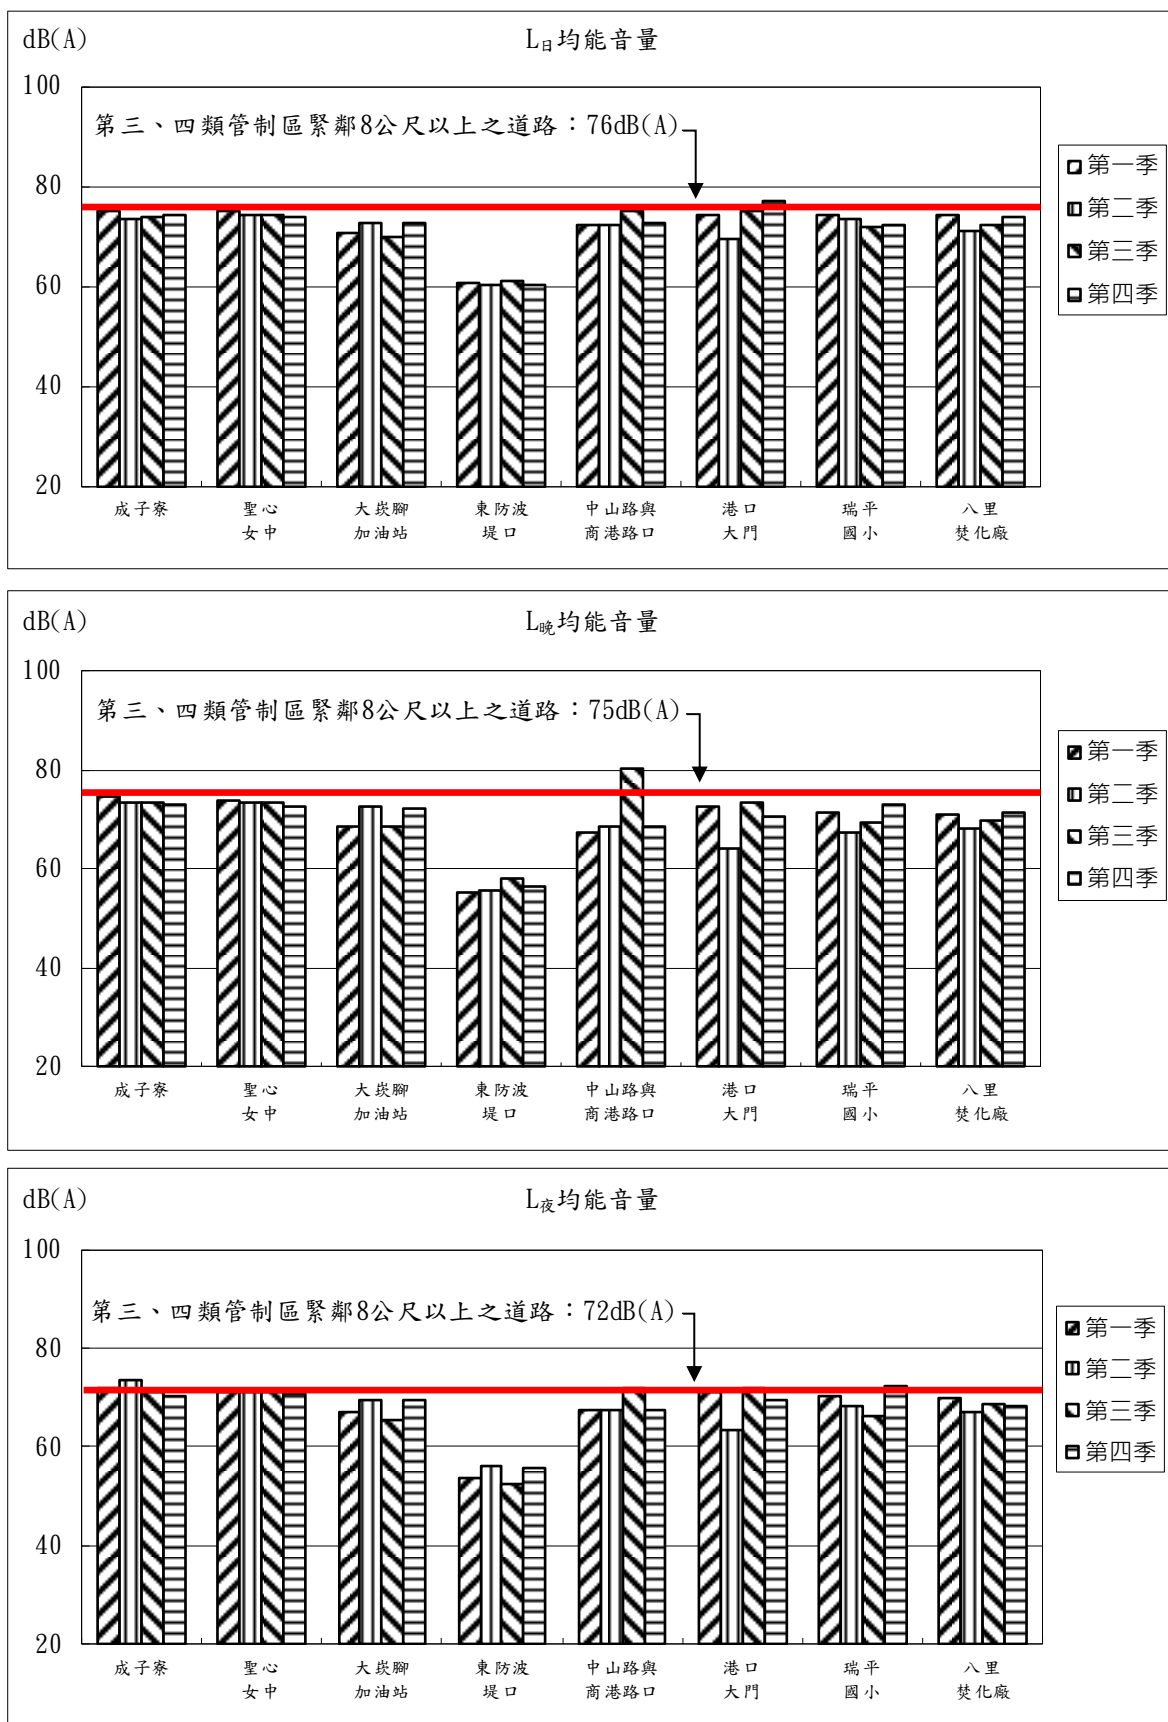 dB(A)
L日均能音量
100
第三、四類管制區緊鄰8公尺以上之道路：76dB(A)
80
60
40
20
第一季
第二季
第三季
第四季
成子寮
聖心
女中
大崁腳
加油站
東防波
堤口
中山路與
商港路口
港口
大門
瑞平
國小
八里
焚化廠
dB(A)
L晚均能音量
100
第三、四類管制區緊鄰8公尺以上之道路：75dB(A)
80
60
40
20
第一季
第二季
第三季
第四季
成子寮
聖心
女中
大崁腳
加油站
東防波
堤口
中山路與
商港路口
港口
大門
瑞平
國小
八里
焚化廠
dB(A)
L夜均能音量
100
第三、四類管制區緊鄰8公尺以上之道路：72dB(A)
80
60
40
20
第一季
第二季
第三季
第四季
成子寮
聖心
女中
大崁腳
加油站
東防波
堤口
中山路與
商港路口
港口
大門
瑞平
國小
八里
焚化廠